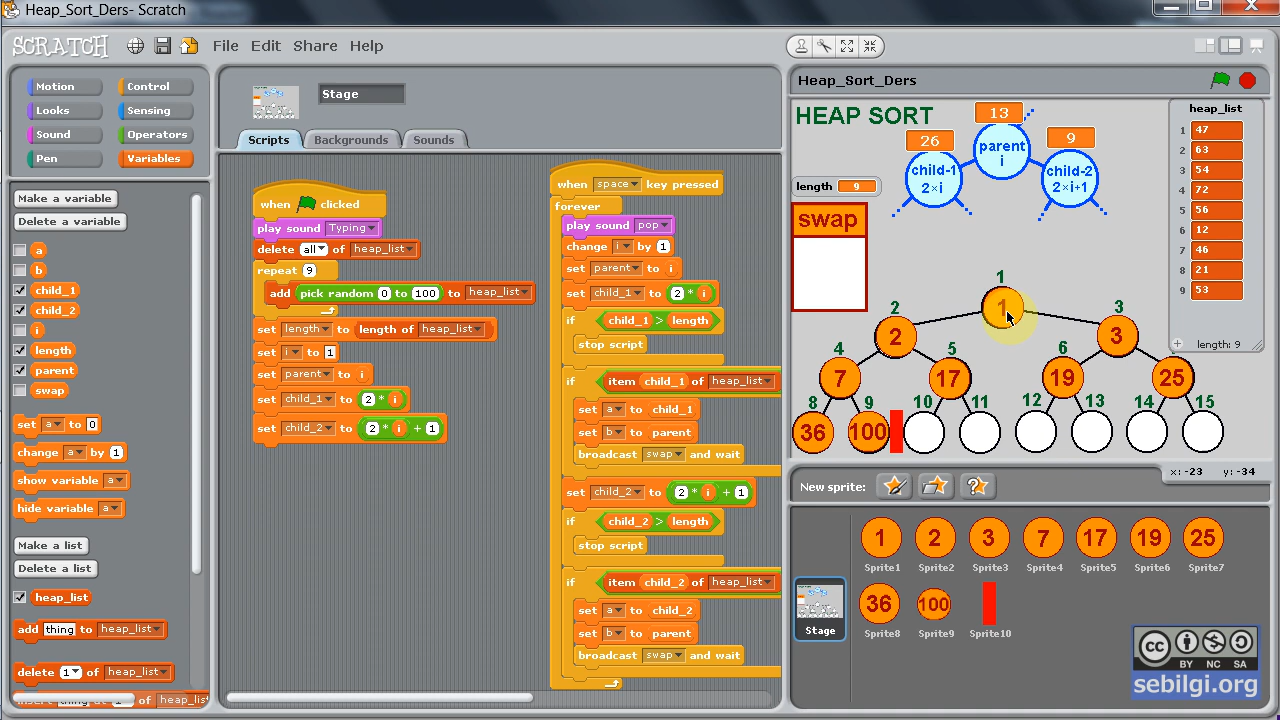 Heap_Sort_Ders- Scratch
SCRATCH File Edit Share Help
Motion Control
Looks Sensing
Sound Operators
Pen Variables
Make a variable
Delete a variable
a
b
child_1
child_2
i
length
parent
swap
set a to 0
change a by 1
show variable a
hide variable a
Make a list
Delete a list
heap_list
add thing to heap_list
delete 1 of heap_list
insert thing at 1 of heap_list
Stage
Scripts Backgrounds Sounds
when clicked
play sound Typing
delete all of heap_list
repeat 9
add pick random 0 to 100 to heap_list
set length to length of heap_list
set i to 1
set parent to i
set child_1 to 2 * i
set child_2 to 2 * i + 1
when space key pressed
forever
play sound pop
change i by 1
set parent to i
set child_1 to 2 * i
if child_1 > length
stop script
if item child_1 of heap_list
set a to child_1
set b to parent
broadcast swap and wait
set child_2 to 2 * i + 1
if child_2 > length
stop script
if item child_2 of heap_list
set a to child_2
set b to parent
broadcast swap and wait
Heap_Sort_Ders
HEAP SORT
13
26
9
parent
i
child-1
2×i
child-2
2×i+1
length 9
swap
heap_list
1 47
2 63
3 54
4 72
5 56
6 12
7 46
8 21
9 53
+ length: 9
1
1
2 3
2 3
4 5 6 7
7 17 19 25
8 9 10 11 12 13 14 15
36 100
x: -23 y: -34
New sprite:
1 2 3 7 17 19 25
Sprite1 Sprite2 Sprite3 Sprite4 Sprite5 Sprite6 Sprite7
36 100
Sprite8 Sprite9 Sprite10
Stage
cc BY NC SA
sebilgi.org